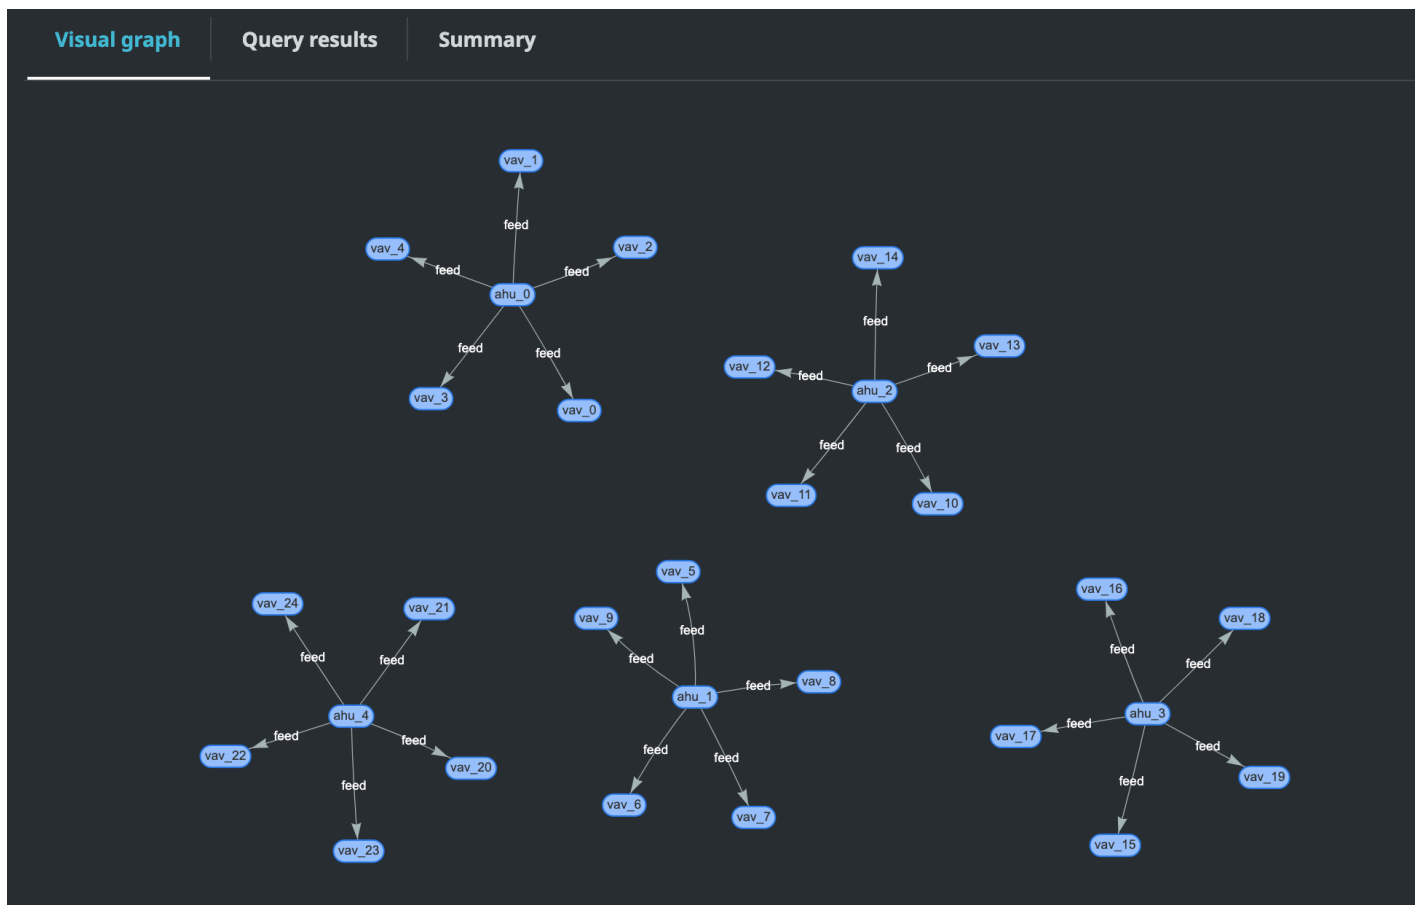 Visual graph
Query results
Summary
vav_1
feed
vav_4
vav_2
feed
feed
ahu_0
feed
feed
vav_3
vav_0
vav_14
feed
vav_13
vav_12
feed
feed
ahu_2
feed
feed
vav_11
vav_10
vav_24
vav_21
feed
feed
ahu_4
feed
feed
vav_22
vav_20
feed
vav_23
vav_5
vav_9
feed
feed
vav_8
feed
ahu_1
feed
feed
vav_6
vav_7
vav_16
vav_18
feed
feed
ahu_3
feed
vav_17
feed
vav_19
feed
vav_15